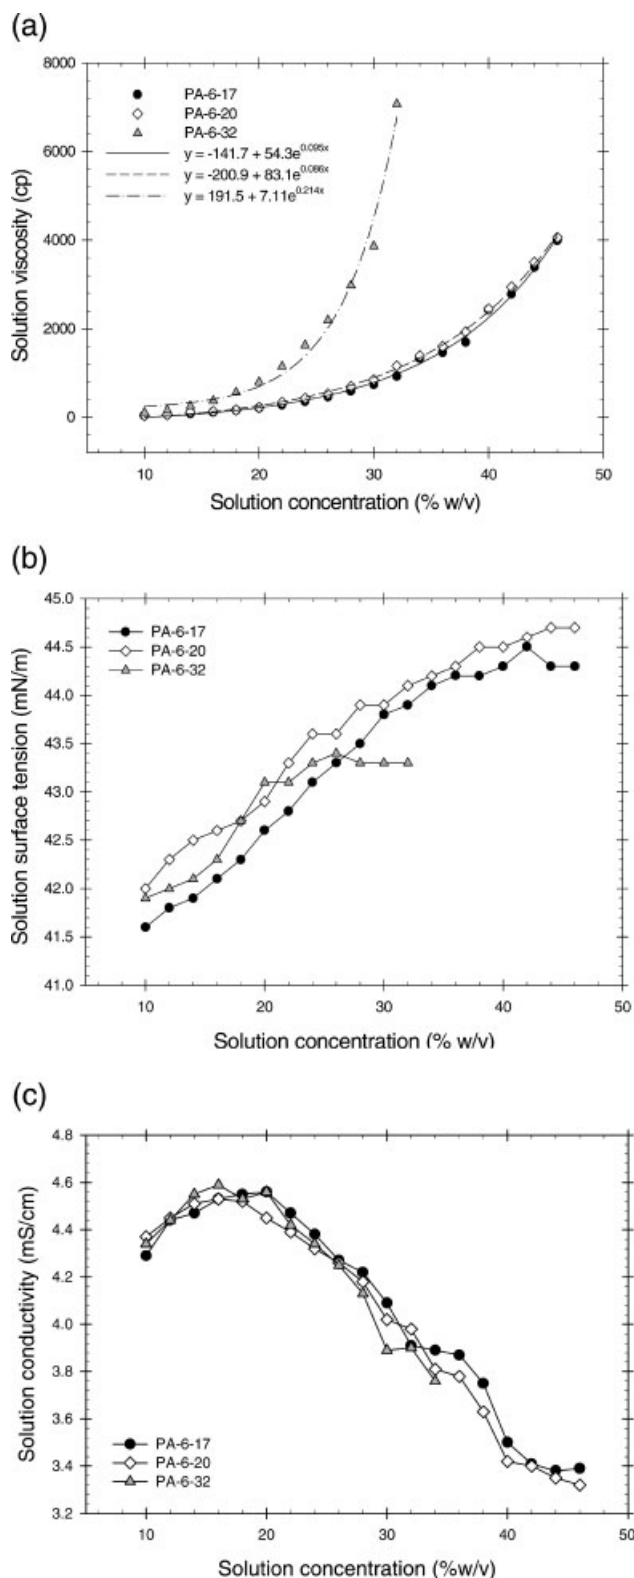 (a)
8000
6000
4000
2000
0
Solution viscosity (cp)
PA-6-17
PA-6-20
PA-6-32
y = -141.7 + 54.3e^0.095x
y = -200.9 + 83.1e^0.086x
y = 191.5 + 7.11e^0.214x
10 20 30 40 50
Solution concentration (% w/v)
(b)
45.0
44.5
44.0
43.5
43.0
42.5
42.0
41.5
41.0
Solution surface tension (mN/m)
PA-6-17
PA-6-20
PA-6-32
10 20 30 40 50
Solution concentration (% w/v)
(c)
4.8
4.6
4.4
4.2
4.0
3.8
3.6
3.4
3.2
Solution conductivity (mS/cm)
PA-6-17
PA-6-20
PA-6-32
10 20 30 40 50
Solution concentration (%w/v)